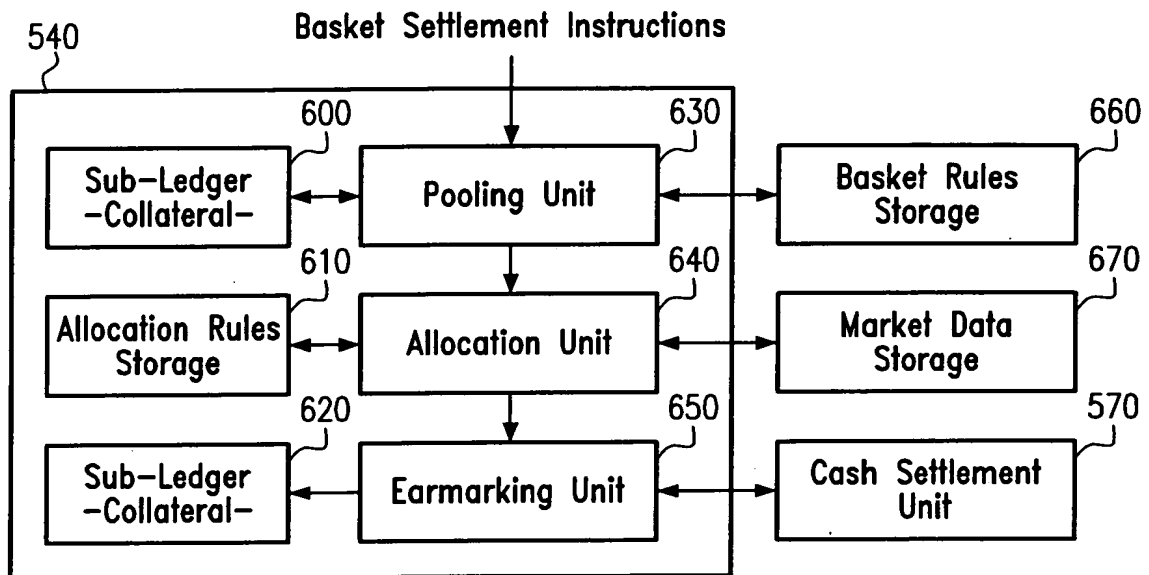 Basket Settlement Instructions
540
600
630
660
Sub-Ledger
-Collateral-
Pooling Unit
Basket Rules
Storage
610
640
670
Allocation Rules
Storage
Allocation Unit
Market Data
Storage
620
650
570
Sub-Ledger
-Collateral-
Earmarking Unit
Cash Settlement
Unit